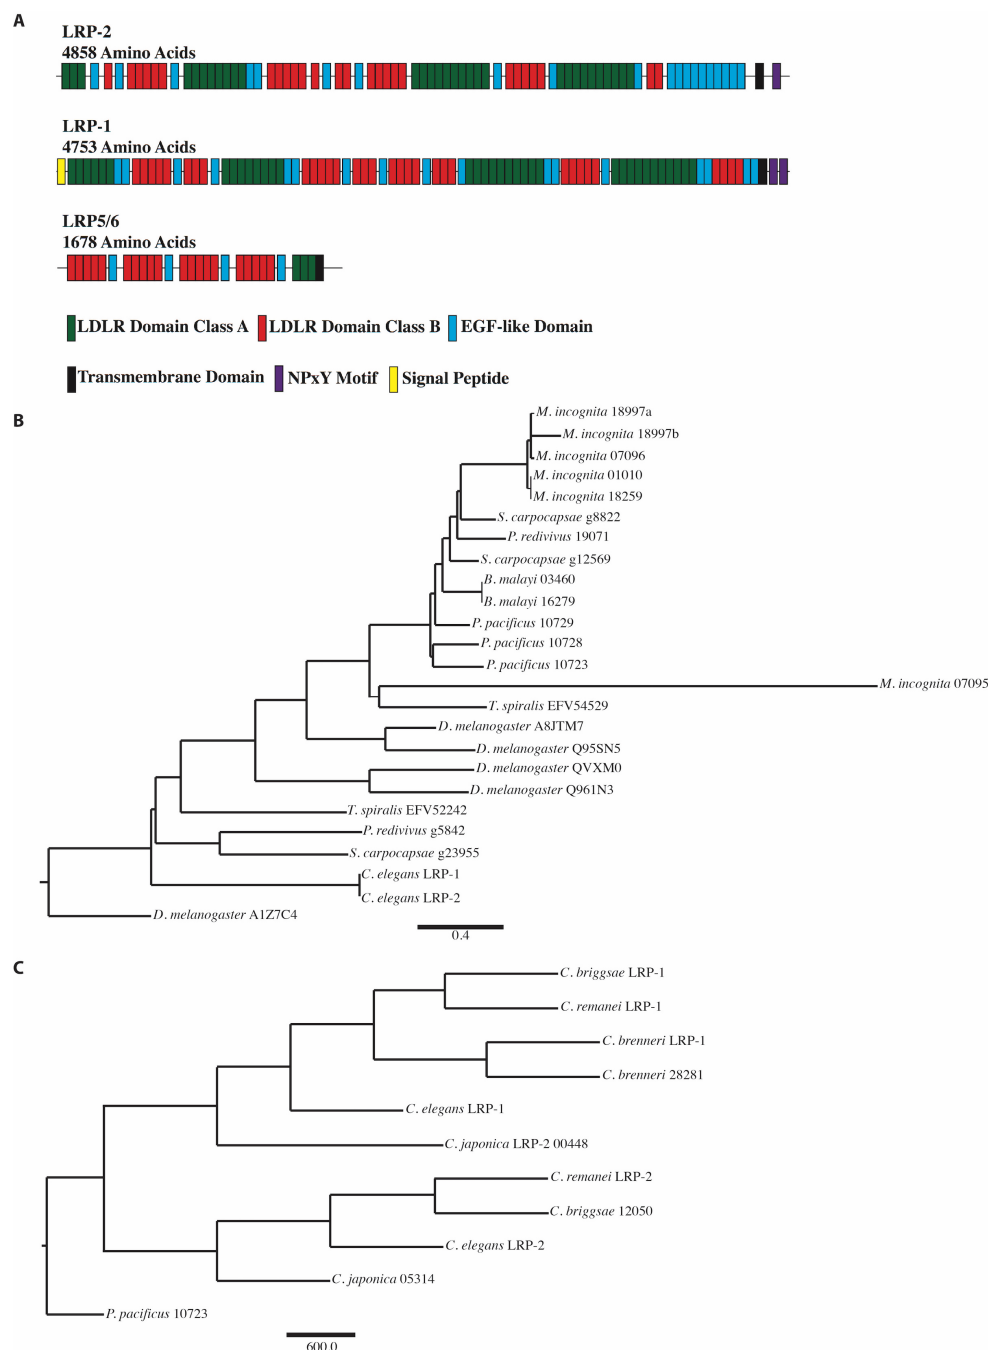 A
LRP-2
4858 Amino Acids
LRP-1
4753 Amino Acids
LRP5/6
1678 Amino Acids
LDLR Domain Class A LDLR Domain Class B EGF-like Domain
Transmembrane Domain NPxY Motif Signal Peptide
B
M. incognita 18997a
M. incognita 18997b
M. incognita 07096
M. incognita 01010
M. incognita 18259
S. carpocapsae g8822
P. redivivus 19071
S. carpocapsae g12569
B. malayi 03460
B. malayi 16279
P. pacificus 10729
P. pacificus 10728
P. pacificus 10723
M. incognita 07095
T. spiralis EFV54529
D. melanogaster A8JTM7
D. melanogaster Q95SN5
D. melanogaster QVXM0
D. melanogaster Q961N3
T. spiralis EFV52242
P. redivivus g5842
S. carpocapsae g23955
C. elegans LRP-1
C. elegans LRP-2
D. melanogaster A1Z7C4
0.4
C
C. briggsae LRP-1
C. remanei LRP-1
C. brenneri LRP-1
C. brenneri 28281
C. elegans LRP-1
C. japonica LRP-2 00448
C. remanei LRP-2
C. briggsae 12050
C. elegans LRP-2
C. japonica 05314
P. pacificus 10723
600.0